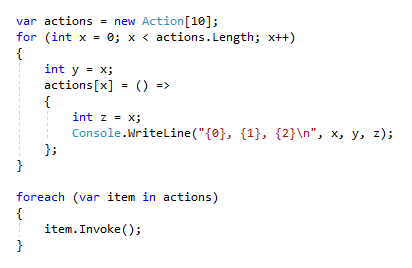 var actions = new Action[10];
for (int x = 0; x < actions.Length; x++)
{
    int y = x;
    actions[x] = () =>
    {
        int z = x;
        Console.WriteLine("{0}, {1}, {2}\n", x, y, z);
    };
}

foreach (var item in actions)
{
    item.Invoke();
}